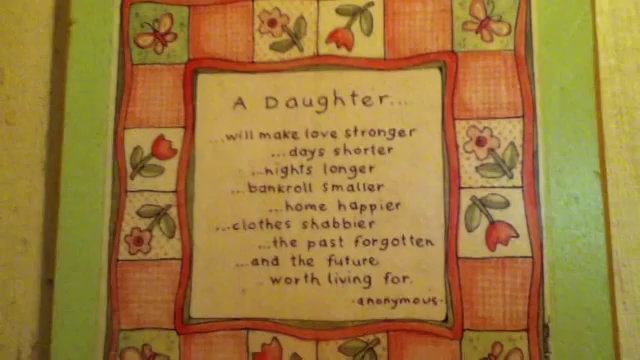 A Daughter...
...will make love stronger
...days shorter
...nights longer
...bankroll smaller
...home happier
...clothes shabbier
...the past forgotten
...and the future
worth living for.
-anonymous-